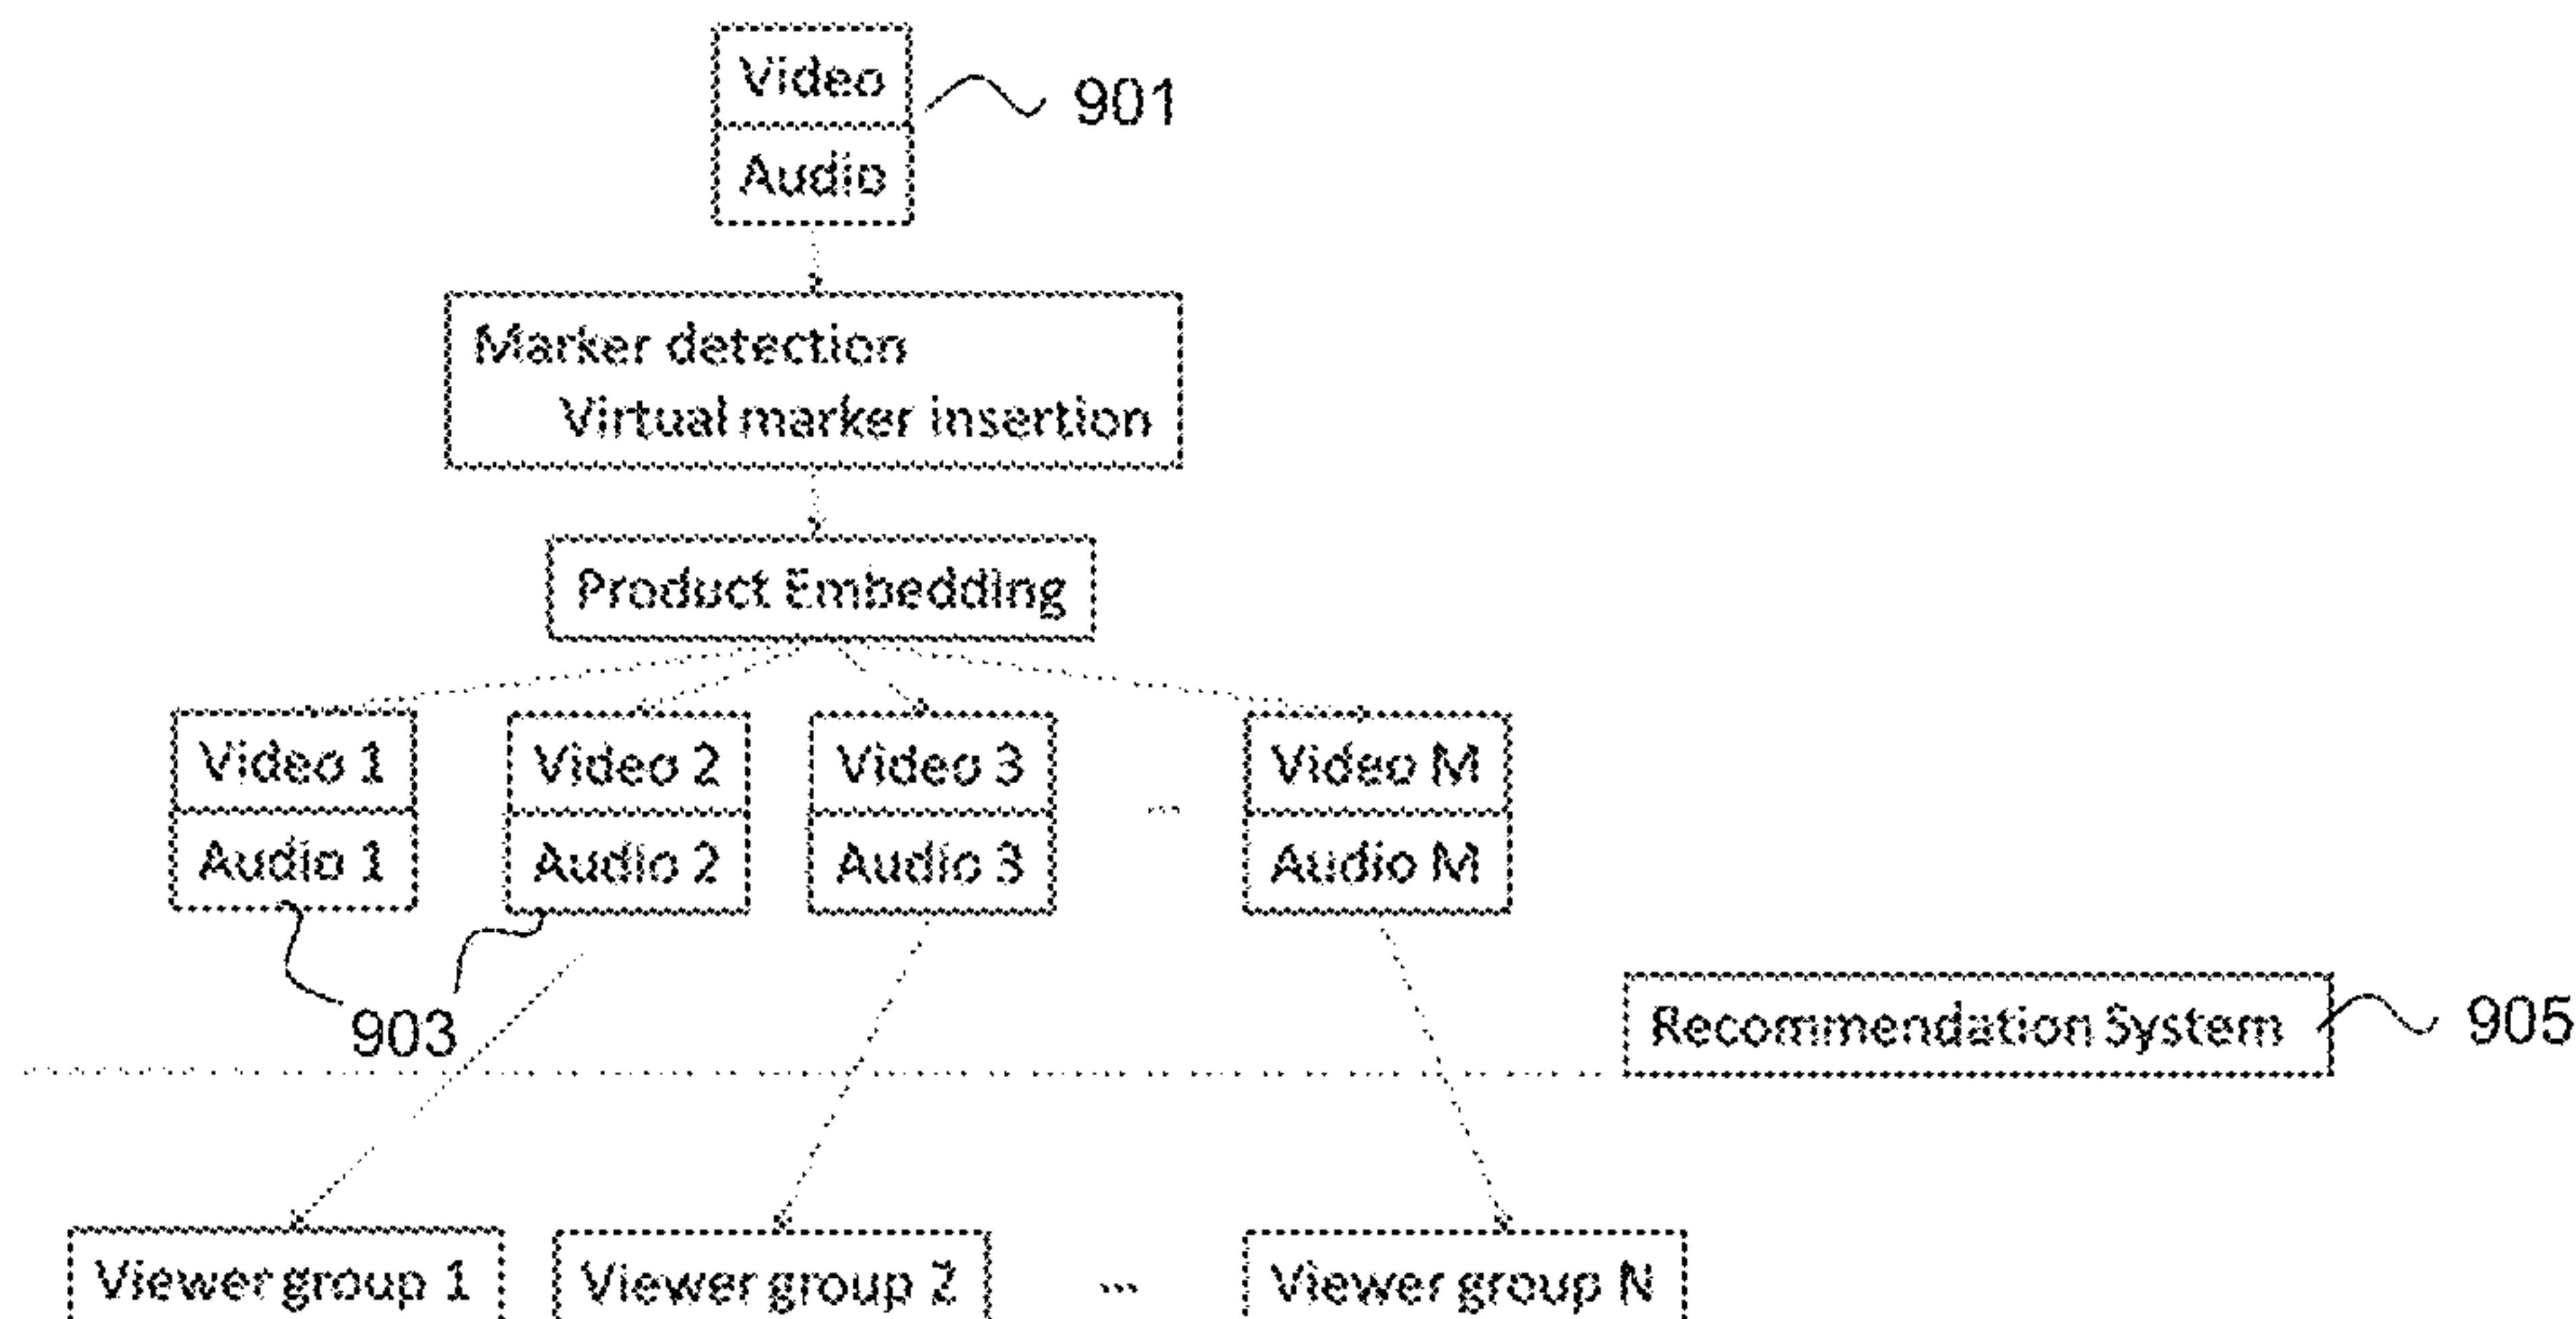 Video
901
Audio
Marker detection
Virtual marker insertion
Product Embedding
Video 1
Video 2
Video 3
...
Video M
Audio 1
Audio 2
Audio 3
Audio M
903
Recommendation System
905
Viewer group 1
Viewer group 2
...
Viewer group N